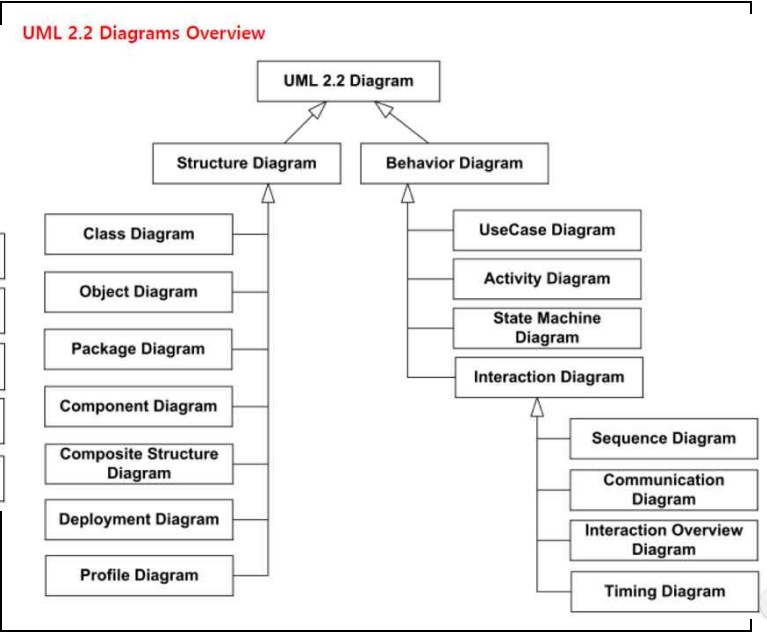 UML 2.2 Diagrams Overview
UML 2.2 Diagram
Structure Diagram
Behavior Diagram
Class Diagram
Object Diagram
Package Diagram
Component Diagram
Composite Structure
Diagram
Deployment Diagram
Profile Diagram
UseCase Diagram
Activity Diagram
State Machine
Diagram
Interaction Diagram
Sequence Diagram
Communication
Diagram
Interaction Overview
Diagram
Timing Diagram